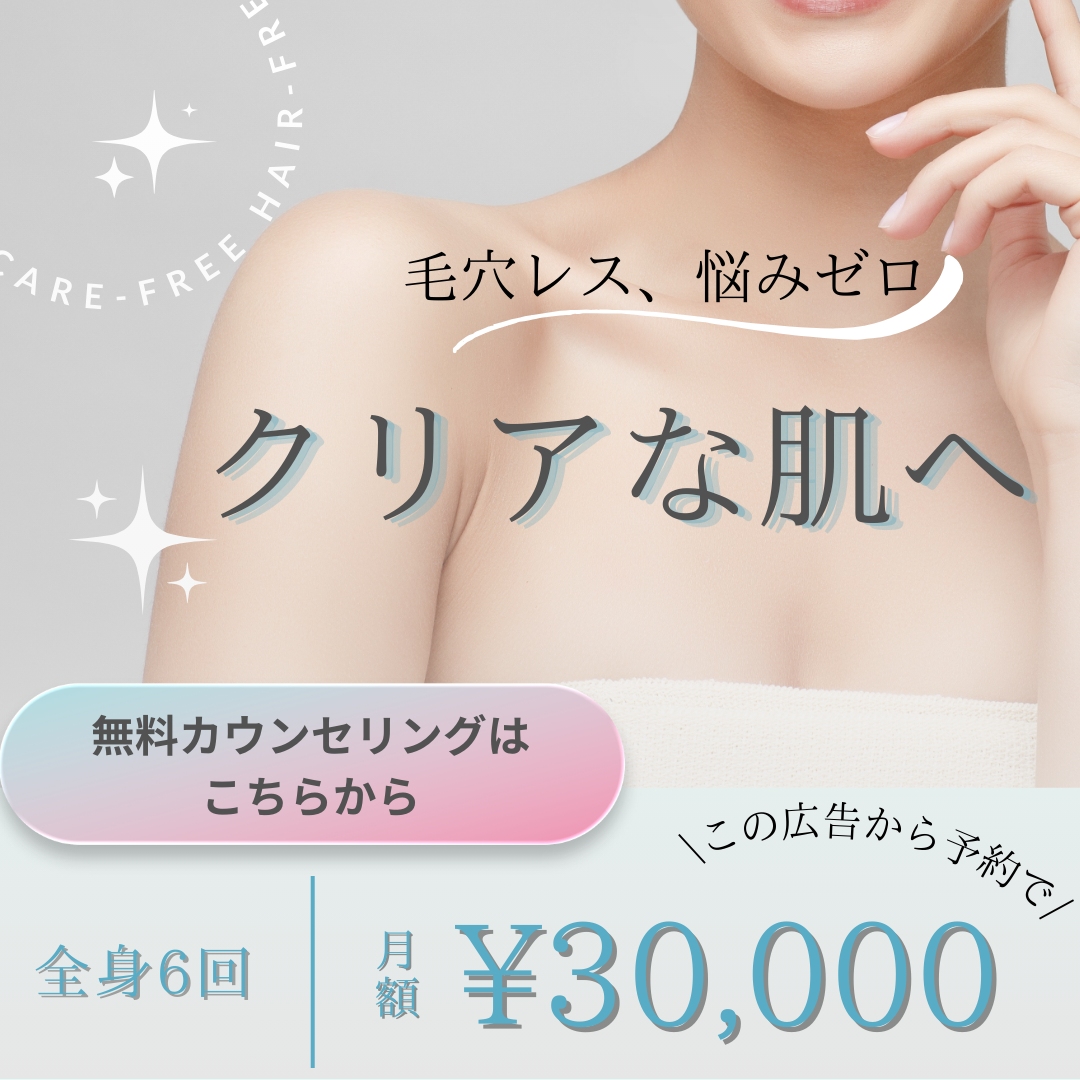 CARE-FREE HAIR-FRE
毛穴レス、悩みゼロ
クリアな肌へ
無料カウンセリングは
こちらから
\この広告から予約で/
全身6回
月額
¥30,000